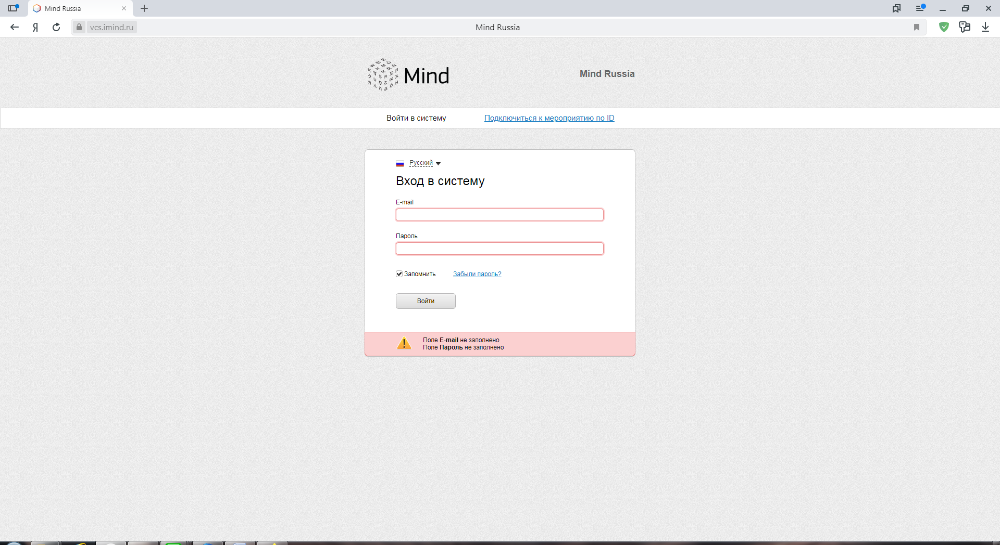 Mind Russia
vcs.imind.ru
Mind Russia
Mind
Mind Russia
Войти в систему
Подключиться к мероприятию по ID
Русский
Вход в систему
E-mail
Пароль
Запомнить
Забыли пароль?
Войти
Поле E-mail не заполнено
Поле Пароль не заполнено